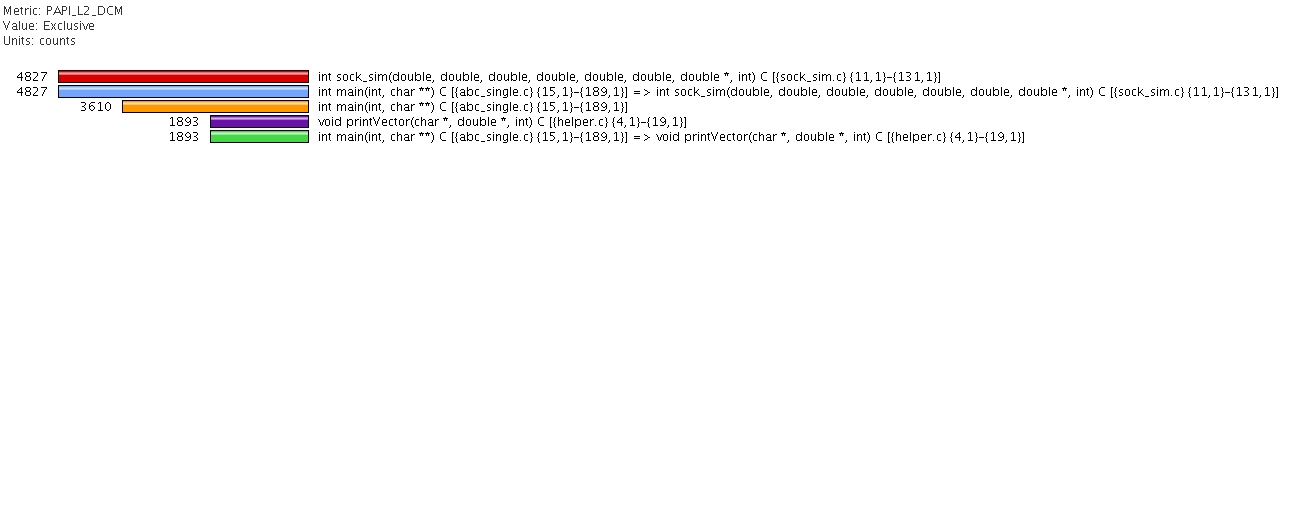 Metric: PAPI_L2_DCM
Value: Exclusive
Units: counts
4827 int sock_sim(double, double, double, double, double, double, double *, int) C [{sock_sim.c} {11,1}-{131,1}]
4827 int main(int, char **) C [{abc_single.c} {15,1}-{189,1}] => int sock_sim(double, double, double, double, double, double, double *, int) C [{sock_sim.c} {11,1}-{131,1}]
3610 int main(int, char **) C [{abc_single.c} {15,1}-{189,1}]
1893 void printVector(char *, double *, int) C [{helper.c} {4,1}-{19,1}]
1893 int main(int, char **) C [{abc_single.c} {15,1}-{189,1}] => void printVector(char *, double *, int) C [{helper.c} {4,1}-{19,1}]